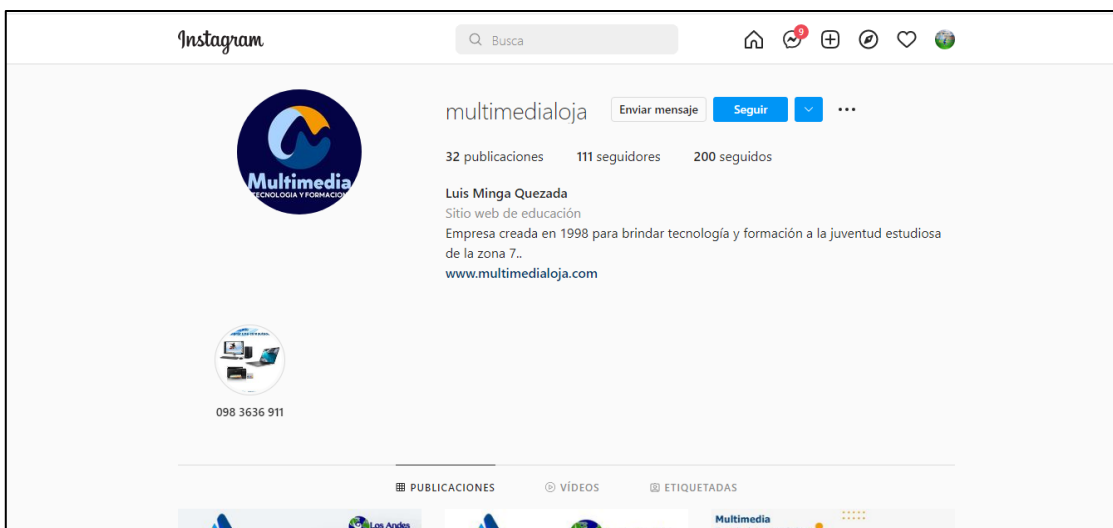 Instagram
Busca
9
multimedialoja
Enviar mensaje
Seguir
32 publicaciones 111 seguidores 200 seguidos
Luis Minga Quezada
Sitio web de educación
Empresa creada en 1998 para brindar tecnología y formación a la juventud estudiosa
de la zona 7..
www.multimedialoja.com
Multimedia
TECNOLOGIA Y FORMACION
098 3636 911
PUBLICACIONES VÍDEOS ETIQUETADAS
Los Andes
Multimedia